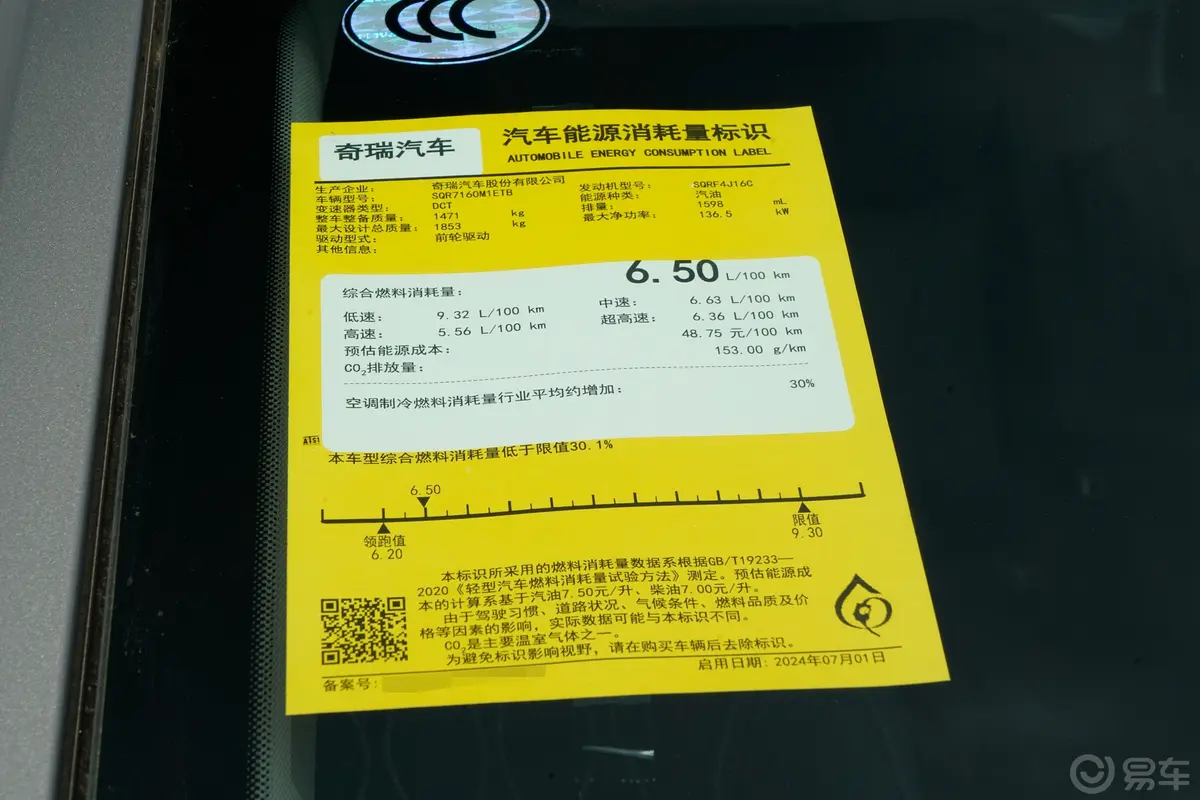 CCC
奇瑞汽车
汽车能源消耗量标识
AUTOMOBILE ENERGY CONSUMPTION LABEL
生产企业: 奇瑞汽车股份有限公司 发动机型号: SQRF4J16C
车辆型号: SQR7160M1ETB 能源种类: 汽油
变速器类型: DCT 排量: 1598 mL
整车整备质量: 1471 kg 最大净功率: 136.5 kW
最大设计总质量: 1853 kg
驱动型式: 前轮驱动
其他信息:
综合燃料消耗量: 6.50 L/100 km
低速: 9.32 L/100 km 中速: 6.63 L/100 km
高速: 5.56 L/100 km 超高速: 6.36 L/100 km
预估能源成本: 48.75 元/100 km
CO₂排放量: 153.00 g/km
空调制冷燃料消耗量行业平均约增加: 30%
本车型综合燃料消耗量低于限值30.1%
6.50
领跑值
6.20
限值
9.30
本标识所采用的燃料消耗量数据系根据GB/T19233—
2020《轻型汽车燃料消耗量试验方法》测定。预估能源成
本的计算系基于汽油7.50元/升、柴油7.00元/升。
由于驾驶习惯、道路状况、气候条件、燃料品质及价
格等因素的影响，实际数据可能与本标识不同。
CO₂是主要温室气体之一。
为避免标识影响视野，请在购买车辆后去除标识。
备案号: 启用日期: 2024年07月01日
易车